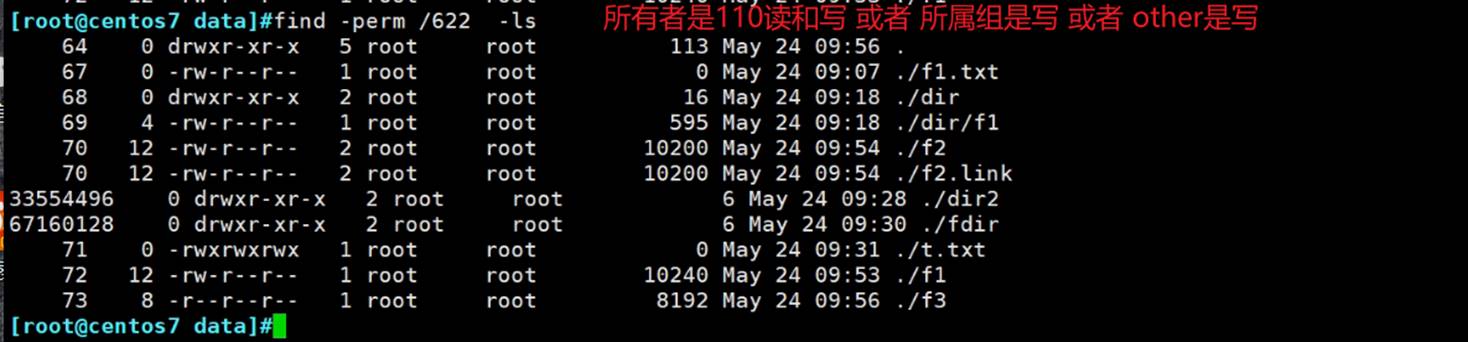 [root@centos7 data]#find -perm /622  -ls 所有者是110读和写 或者 所属组是写 或者 other是写
64    0 drwxr-xr-x   5 root     root          113 May 24 09:56 .
67    0 -rw-r--r--   1 root     root            0 May 24 09:07 ./f1.txt
68    0 drwxr-xr-x   2 root     root           16 May 24 09:18 ./dir
69    4 -rw-r--r--   1 root     root          595 May 24 09:18 ./dir/f1
70   12 -rw-r--r--   2 root     root        10200 May 24 09:54 ./f2
70   12 -rw-r--r--   2 root     root        10200 May 24 09:54 ./f2.link
33554496    0 drwxr-xr-x   2 root     root            6 May 24 09:28 ./dir2
67160128    0 drwxr-xr-x   2 root     root            6 May 24 09:30 ./fdir
71    0 -rwxrwxrwx   1 root     root            0 May 24 09:31 ./t.txt
72   12 -rw-r--r--   1 root     root        10240 May 24 09:53 ./f1
73    8 -r--r--r--   1 root     root         8192 May 24 09:56 ./f3
[root@centos7 data]#